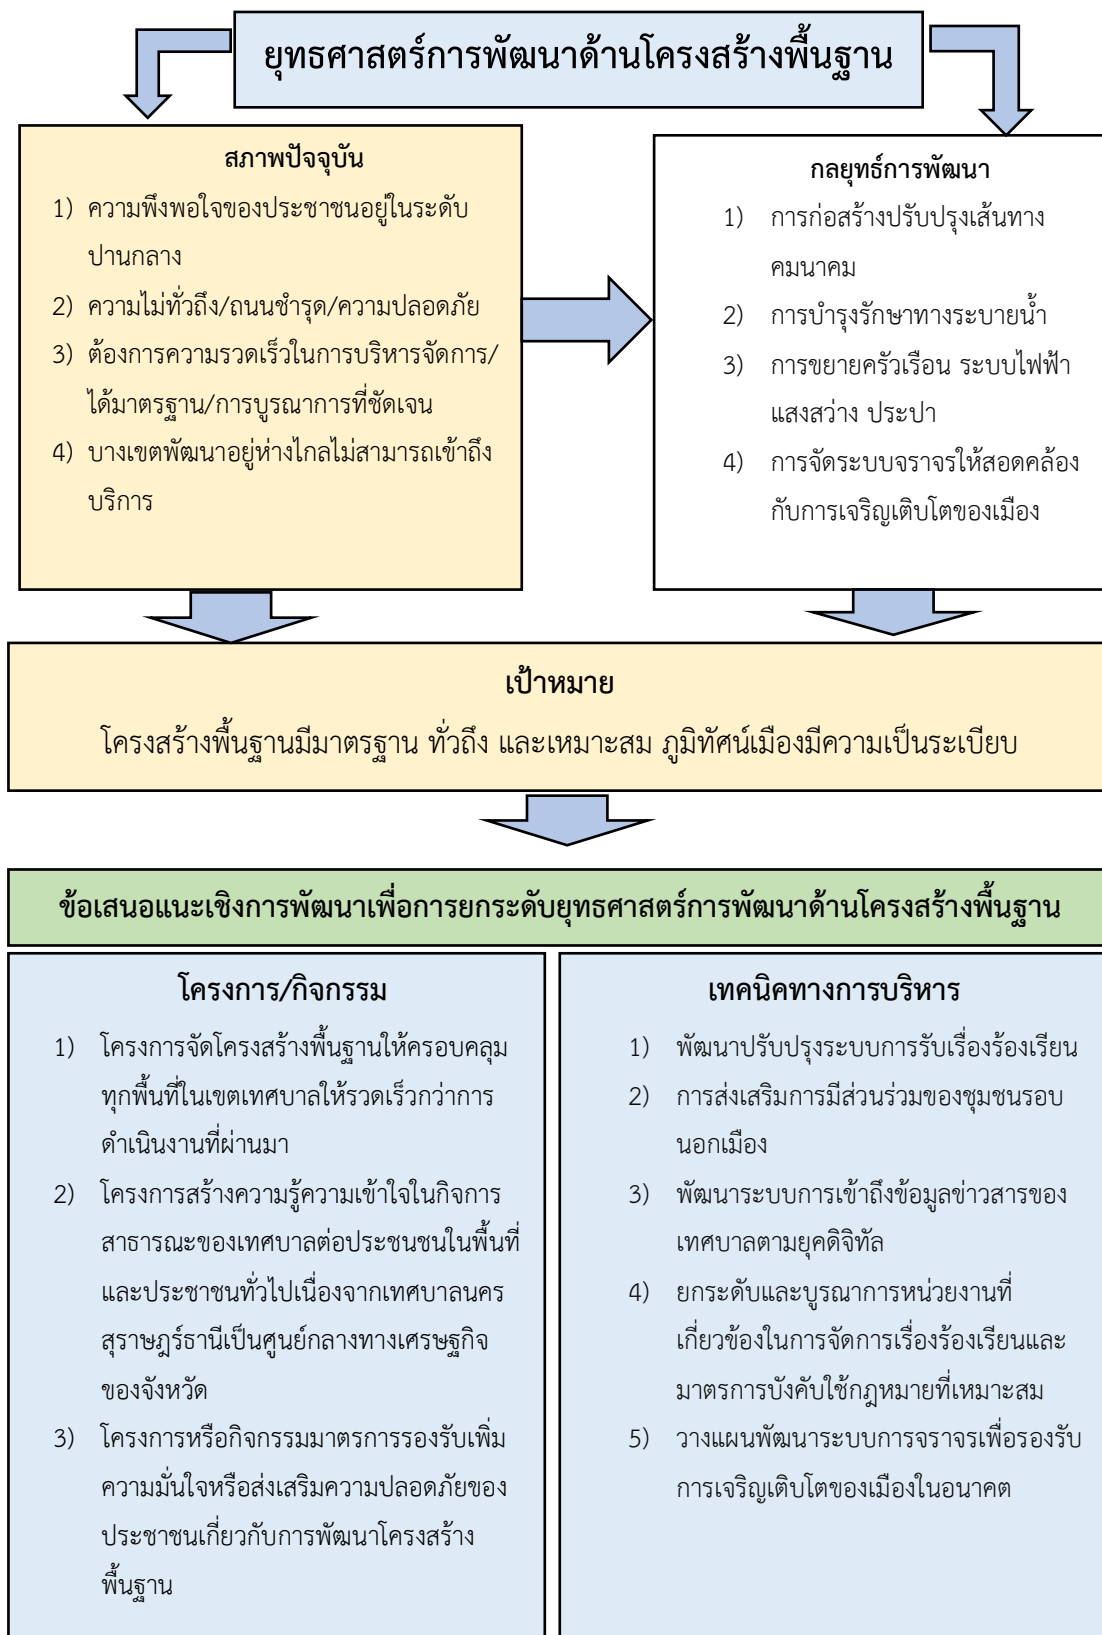 ยุทธศาสตร์การพัฒนาด้านโครงสร้างพื้นฐาน
สภาพปัจจุบัน
1) ความพึงพอใจของประชาชนอยู่ในระดับ
ปานกลาง
2) ความไม่ทั่วถึง/ถนนชำรุด/ความปลอดภัย
3) ต้องการความรวดเร็วในการบริหารจัดการ/
ได้มาตรฐาน/การบูรณาการที่ชัดเจน
4) บางเขตพัฒนาอยู่ห่างไกลไม่สามารถเข้าถึง
บริการ
กลยุทธ์การพัฒนา
1) การก่อสร้างปรับปรุงเส้นทาง
คมนาคม
2) การบำรุงรักษาทางระบายน้ำ
3) การขยายครัวเรือน ระบบไฟฟ้า
แสงสว่าง ประปา
4) การจัดระบบจราจรให้สอดคล้อง
กับการเจริญเติบโตของเมือง
เป้าหมาย
โครงสร้างพื้นฐานมีมาตรฐาน ทั่วถึง และเหมาะสม ภูมิทัศน์เมืองมีความเป็นระเบียบ
ข้อเสนอแนะเชิงการพัฒนาเพื่อการยกระดับยุทธศาสตร์การพัฒนาด้านโครงสร้างพื้นฐาน
โครงการ/กิจกรรม
1) โครงการจัดโครงสร้างพื้นฐานให้ครอบคลุม
ทุกพื้นที่ในเขตเทศบาลให้รวดเร็วกว่าการ
ดำเนินงานที่ผ่านมา
2) โครงการสร้างความรู้ความเข้าใจในกิจการ
สาธารณะของเทศบาลต่อประชนชนในพื้นที่
และประชาชนทั่วไปเนื่องจากเทศบาลนคร
สุราษฎร์ธานีเป็นศูนย์กลางทางเศรษฐกิจ
ของจังหวัด
3) โครงการหรือกิจกรรมมาตรการรองรับเพิ่ม
ความมั่นใจหรือส่งเสริมความปลอดภัยของ
ประชาชนเกี่ยวกับการพัฒนาโครงสร้าง
พื้นฐาน
เทคนิคทางการบริหาร
1) พัฒนาปรับปรุงระบบการรับเรื่องร้องเรียน
2) การส่งเสริมการมีส่วนร่วมของชุมชนรอบ
นอกเมือง
3) พัฒนาระบบการเข้าถึงข้อมูลข่าวสารของ
เทศบาลตามยุคดิจิทัล
4) ยกระดับและบูรณาการหน่วยงานที่
เกี่ยวข้องในการจัดการเรื่องร้องเรียนและ
มาตรการบังคับใช้กฎหมายที่เหมาะสม
5) วางแผนพัฒนาระบบการจราจรเพื่อรองรับ
การเจริญเติบโตของเมืองในอนาคต